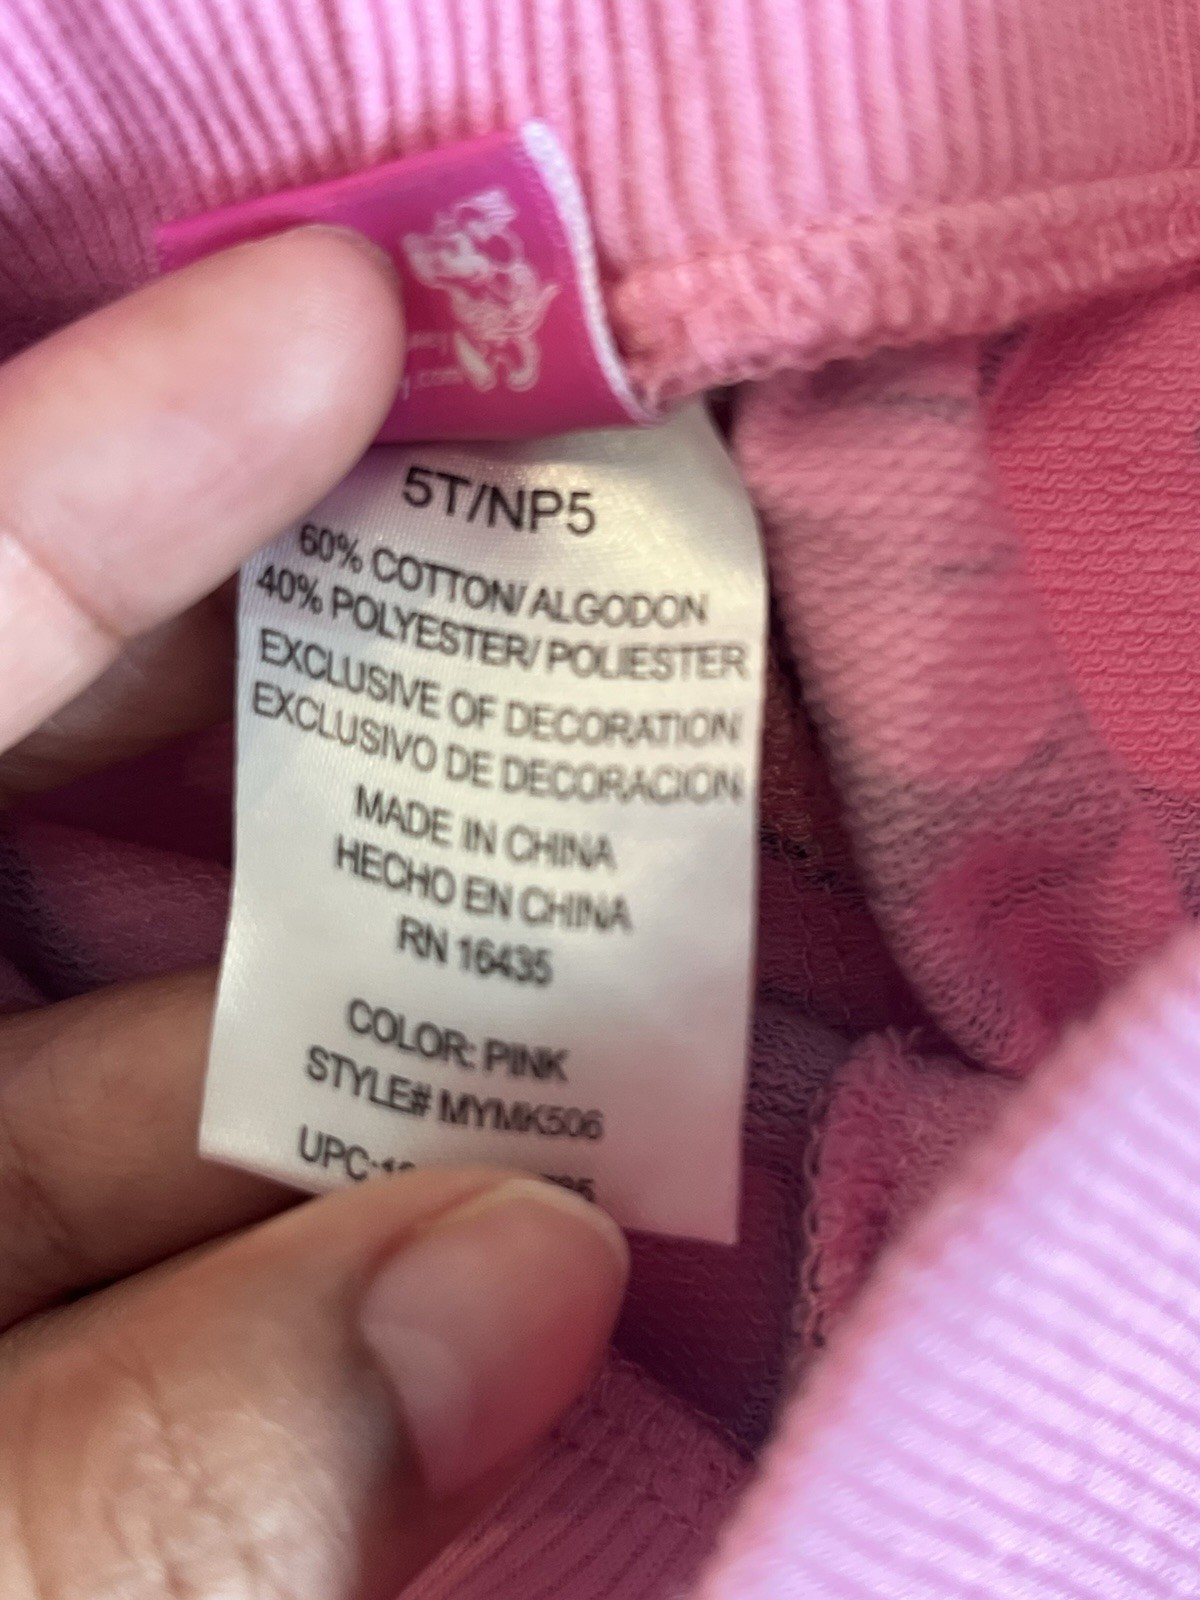 5T/NP5
60% COTTON/ALGODON
40% POLYESTER/POLIESTER
EXCLUSIVE OF DECORATION
EXCLUSIVO DE DECORACION
MADE IN CHINA
HECHO EN CHINA
RN 16435
COLOR: PINK
STYLE# MYMK506
UPC: